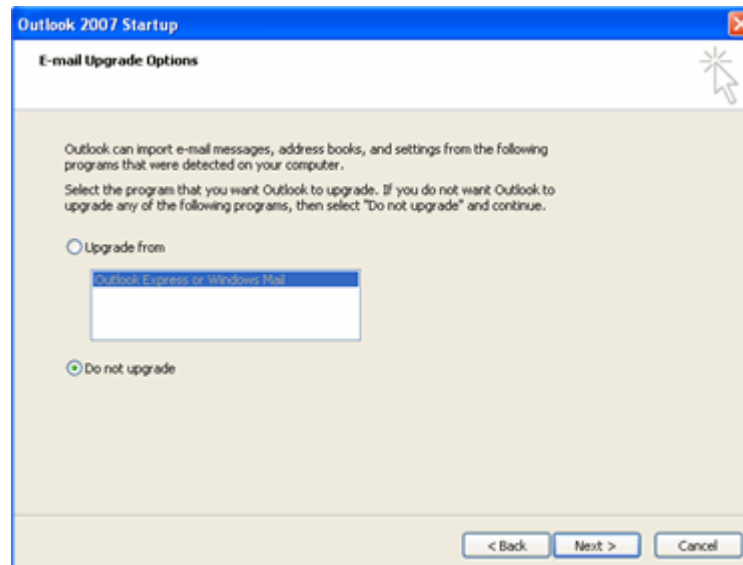 Outlook 2007 Startup
E-mail Upgrade Options
Outlook can import e-mail messages, address books, and settings from the following
programs that were detected on your computer.
Select the program that you want Outlook to upgrade. If you do not want Outlook to
upgrade any of the following programs, then select "Do not upgrade" and continue.
Upgrade from
Outlook Express or Windows Mail
Do not upgrade
< Back Next > Cancel